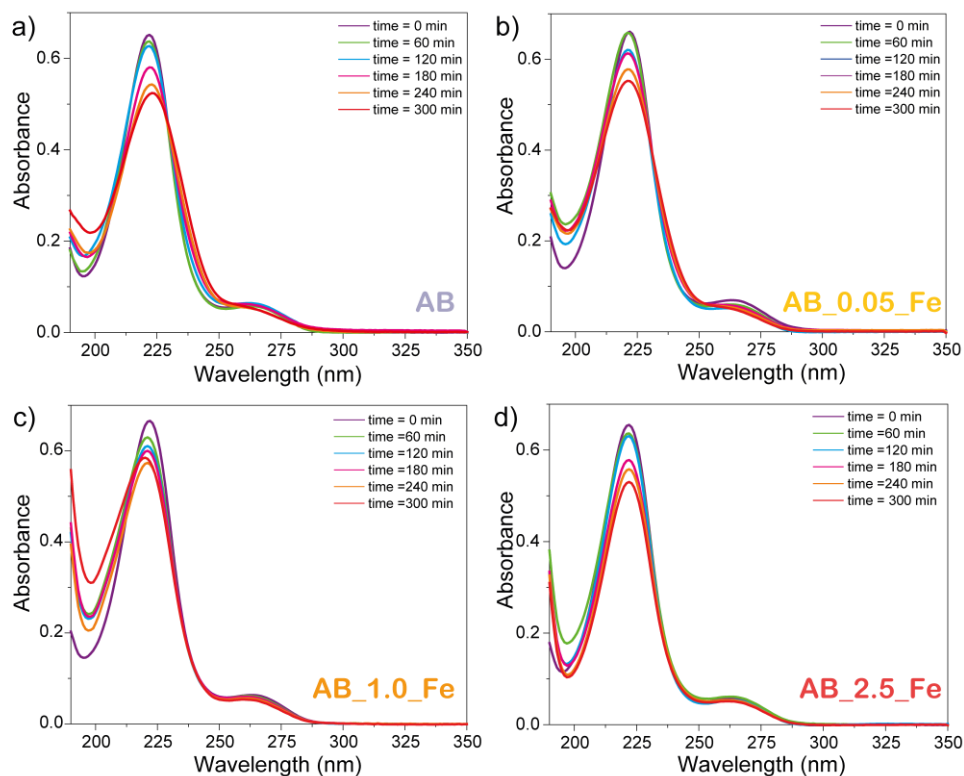 a)
time = 0 min
time = 60 min
time = 120 min
time = 180 min
time = 240 min
time = 300 min
0.6
0.4
0.2
0.0
Absorbance
AB
200 225 250 275 300 325 350
Wavelength (nm)
b)
time = 0 min
time =60 min
time =120 min
time =180 min
time =240 min
time =300 min
0.6
0.4
0.2
0.0
Absorbance
AB_0.05_Fe
200 225 250 275 300 325 350
Wavelength (nm)
c)
time = 0 min
time =60 min
time =120 min
time =180 min
time =240 min
time =300 min
0.6
0.4
0.2
0.0
Absorbance
AB_1.0_Fe
200 225 250 275 300 325 350
Wavelength (nm)
d)
time = 0 min
time =60 min
time =120 min
time = 180 min
time =240 min
time = 300 min
0.6
0.4
0.2
0.0
Absorbance
AB_2.5_Fe
200 225 250 275 300 325 350
Wavelength (nm)